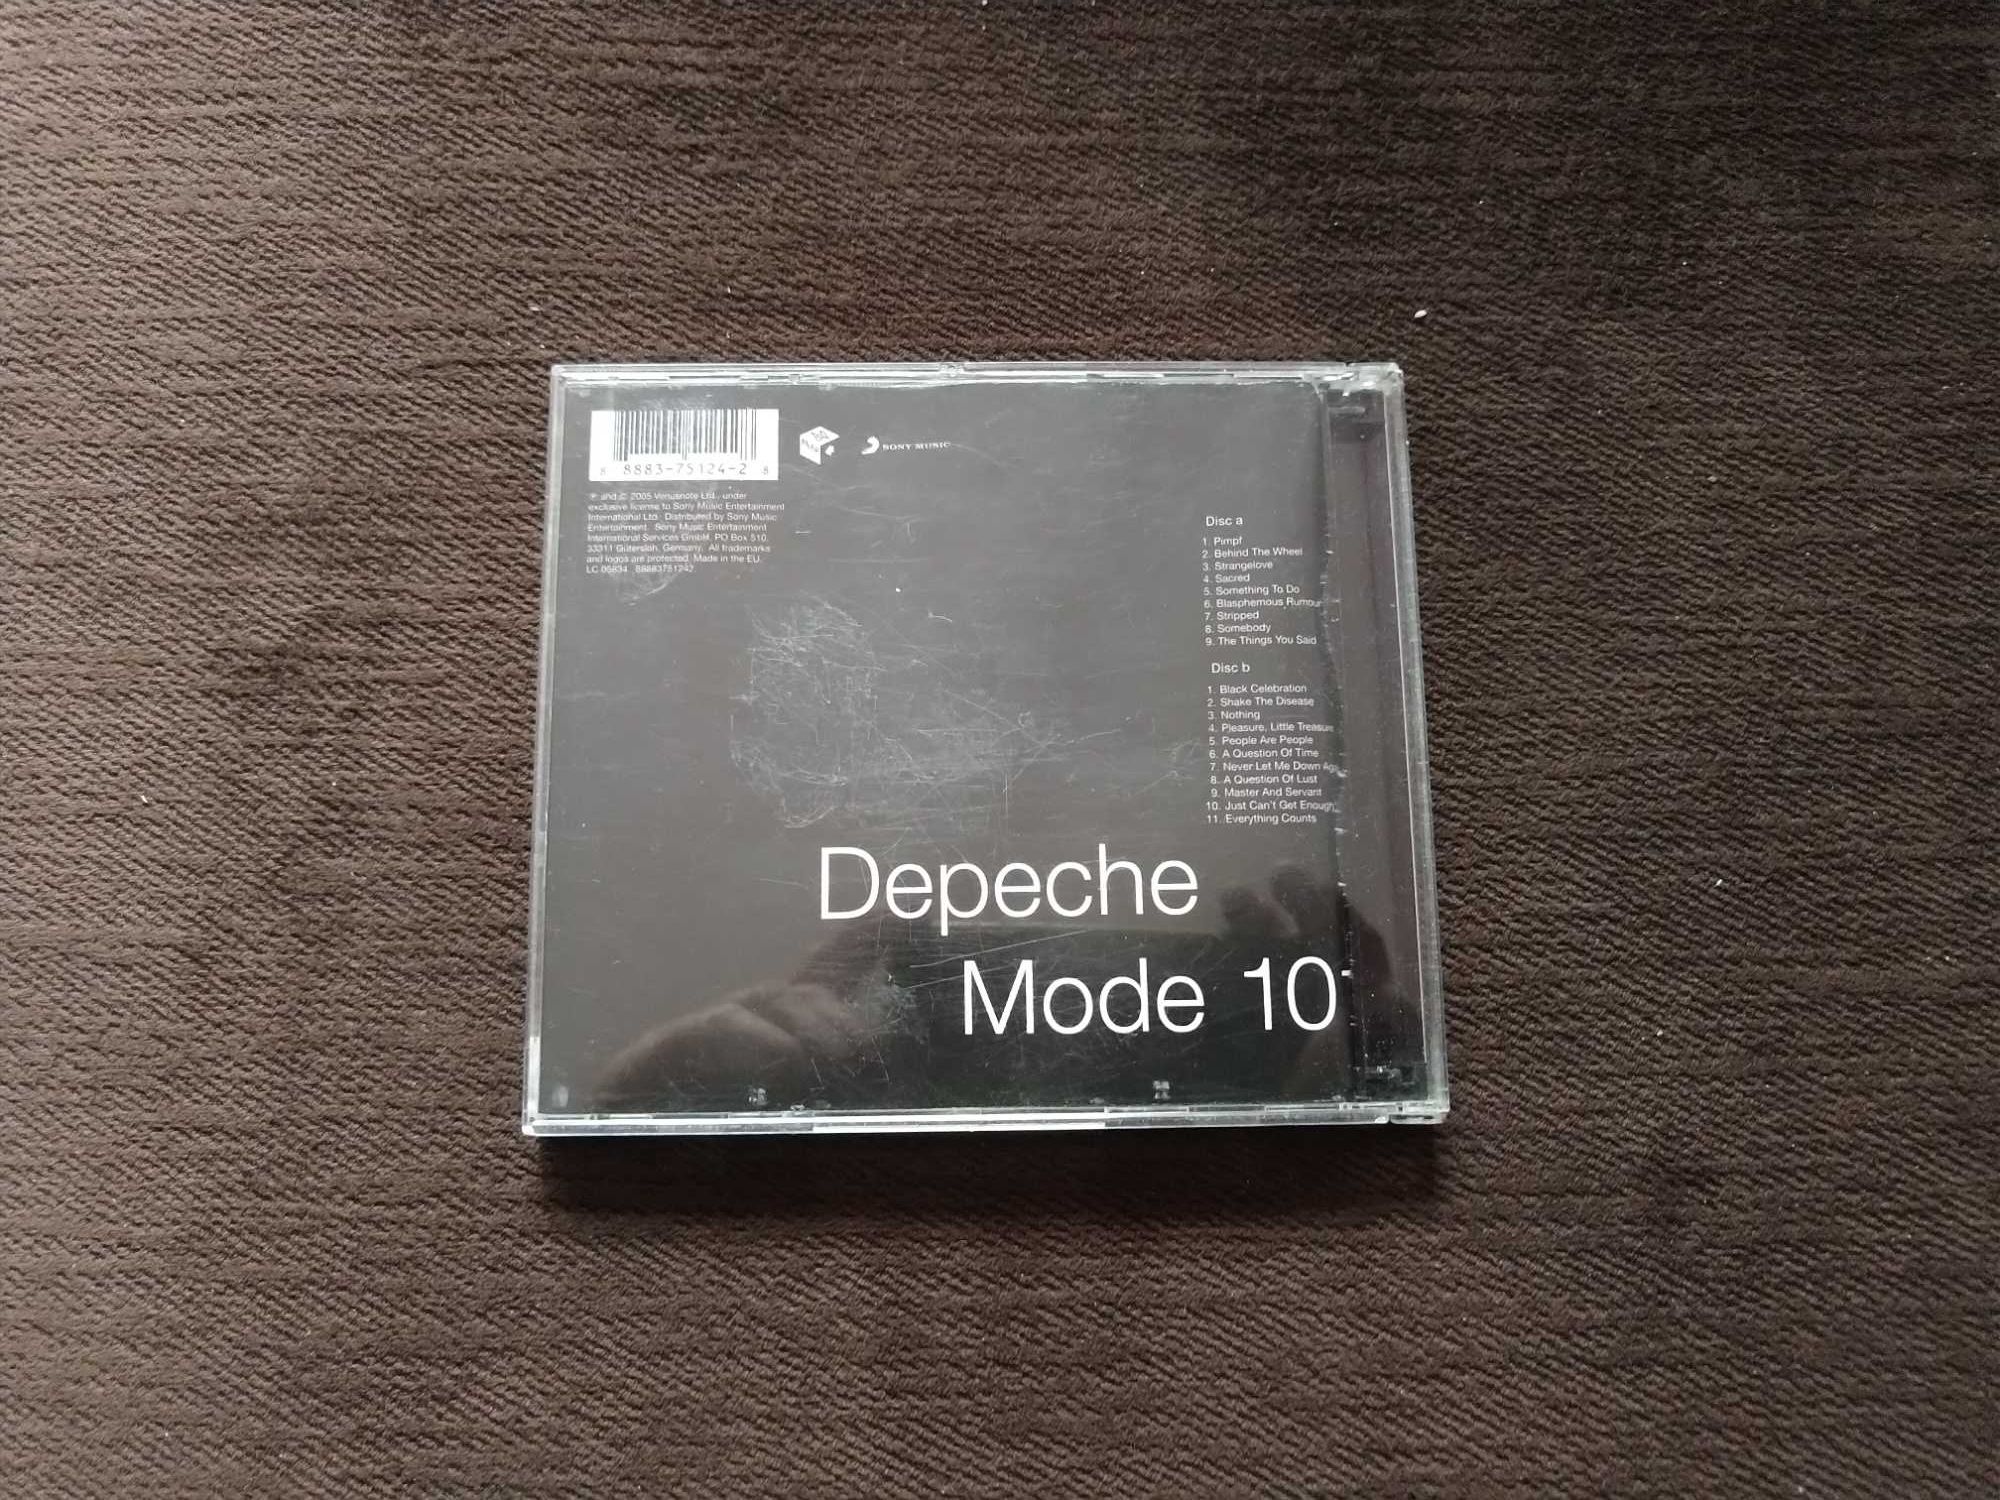 8 8883-75124-2 8
SONY MUSIC
℗ and © 2005 Venusnote Ltd., under
exclusive license to Sony Music Entertainment
International Ltd. Distributed by Sony Music
Entertainment. Sony Music Entertainment
International Services GmbH, PO Box 510,
33311 Gütersloh, Germany. All trademarks
and logos are protected. Made in the EU.
LC 05834 88883751242
Disc a
1. Pimpf
2. Behind The Wheel
3. Strangelove
4. Sacred
5. Something To Do
6. Blasphemous Rumour
7. Stripped
8. Somebody
9. The Things You Said
Disc b
1. Black Celebration
2. Shake The Disease
3. Nothing
4. Pleasure, Little Treasure
5. People Are People
6. A Question Of Time
7. Never Let Me Down
8. A Question Of Lust
9. Master And Servant
10. Just Can't Get Enough
11. Everything Counts
Depeche
Mode 10